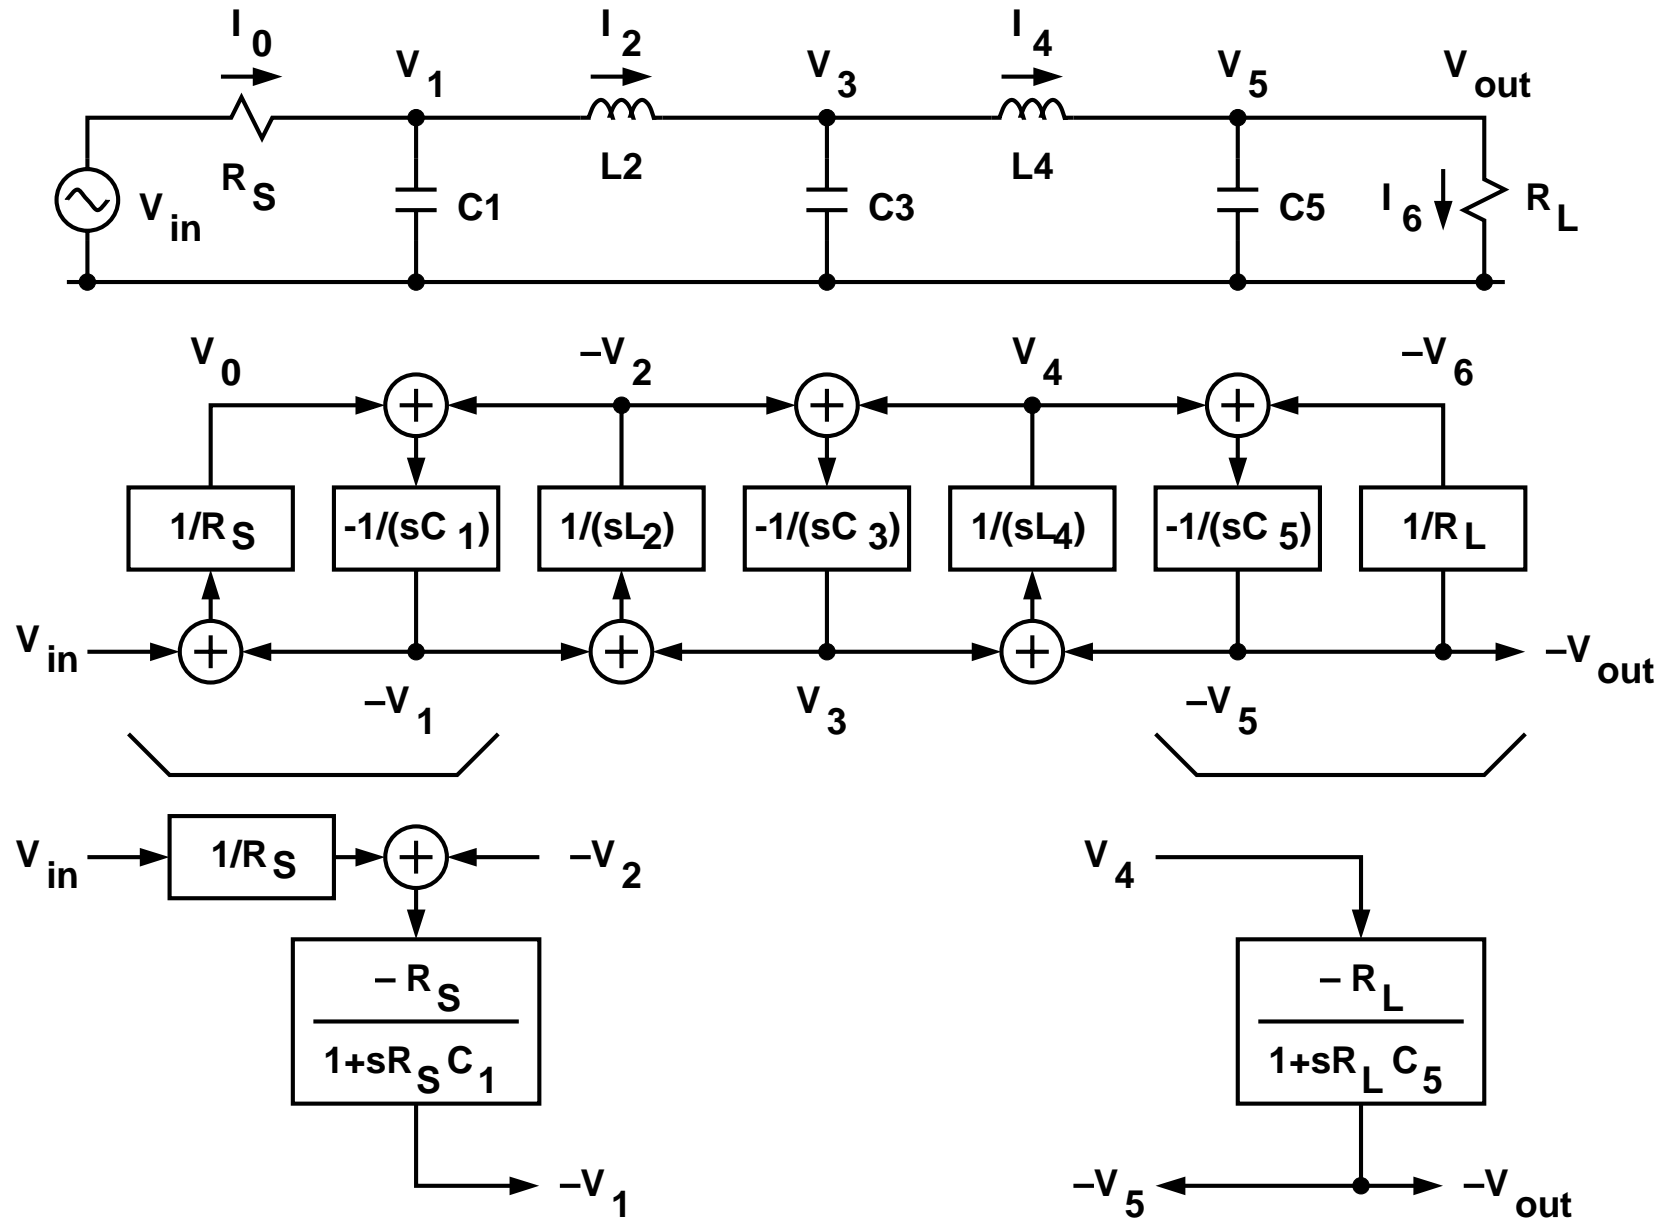 I0 I2 I4
V1 V3 V5 Vout
RS L2 L4
Vin C1 C3 C5 I6 RL
V0 –V2 V4 –V6
1/RS -1/(sC1) 1/(sL2) -1/(sC3) 1/(sL4) -1/(sC5) 1/RL
Vin –Vout
–V1 V3 –V5
Vin 1/RS –V2 V4
– RS – RL
1+sRSC1 1+sRLC5
–V1 –V5 –Vout